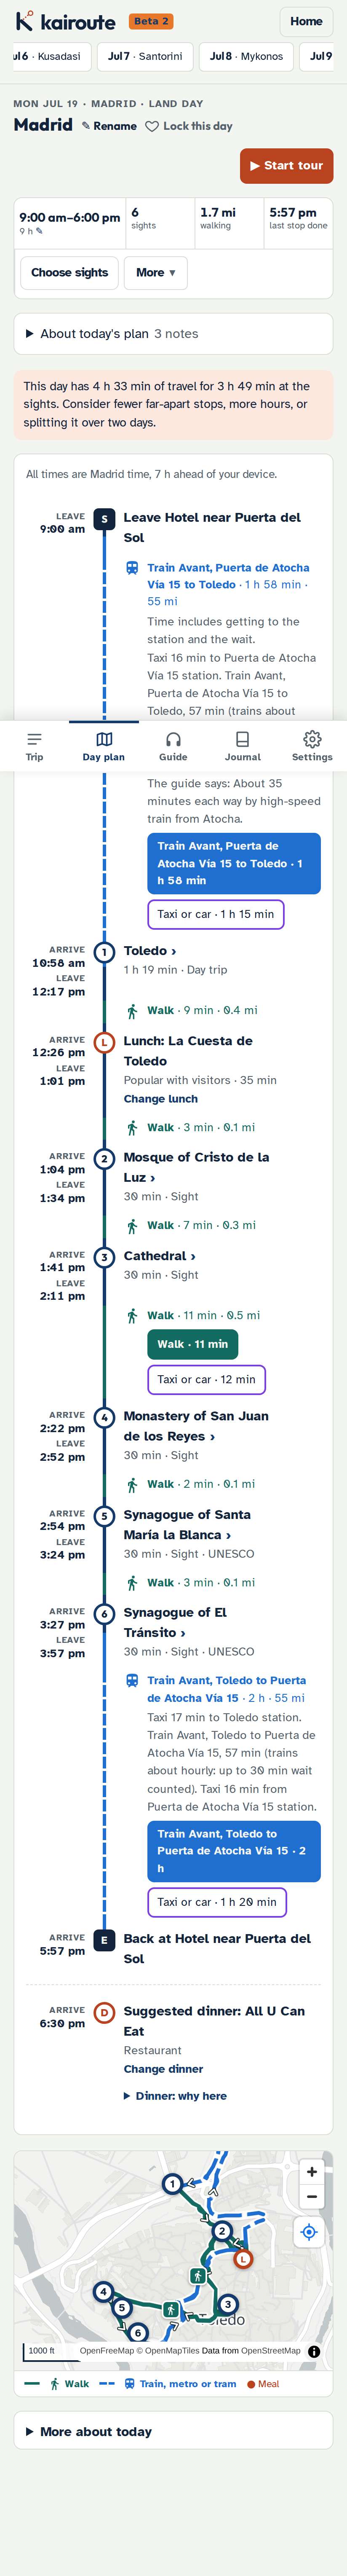 kairoute
Beta 2
Home
Jul 6 · Kusadasi
Jul 7 · Santorini
Jul 8 · Mykonos
Jul 9
MON JUL 19 · MADRID · LAND DAY
Madrid
✎ Rename
Lock this day
▶ Start tour
9:00 am–6:00 pm
9 h ✎
6
sights
1.7 mi
walking
5:57 pm
last stop done
Choose sights
More ▼
▶ About today's plan 3 notes
This day has 4 h 33 min of travel for 3 h 49 min at the
sights. Consider fewer far-apart stops, more hours, or
splitting it over two days.
All times are Madrid time, 7 h ahead of your device.
LEAVE
9:00 am
S
Leave Hotel near Puerta del
Sol
Train Avant, Puerta de Atocha
Vía 15 to Toledo · 1 h 58 min ·
55 mi
Time includes getting to the
station and the wait.
Taxi 16 min to Puerta de Atocha
Vía 15 station. Train Avant,
Puerta de Atocha Vía 15 to
Toledo, 57 min (trains about
Trip
Day plan
Guide
Journal
Settings
The guide says: About 35
minutes each way by high-speed
train from Atocha.
Train Avant, Puerta de
Atocha Vía 15 to Toledo · 1
h 58 min
Taxi or car · 1 h 15 min
ARRIVE
10:58 am
LEAVE
12:17 pm
1
Toledo ›
1 h 19 min · Day trip
Walk · 9 min · 0.4 mi
ARRIVE
12:26 pm
LEAVE
1:01 pm
L
Lunch: La Cuesta de
Toledo
Popular with visitors · 35 min
Change lunch
Walk · 3 min · 0.1 mi
ARRIVE
1:04 pm
LEAVE
1:34 pm
2
Mosque of Cristo de la
Luz ›
30 min · Sight
Walk · 7 min · 0.3 mi
ARRIVE
1:41 pm
LEAVE
2:11 pm
3
Cathedral ›
30 min · Sight
Walk · 11 min · 0.5 mi
Walk · 11 min
Taxi or car · 12 min
ARRIVE
2:22 pm
LEAVE
2:52 pm
4
Monastery of San Juan
de los Reyes ›
30 min · Sight
Walk · 2 min · 0.1 mi
ARRIVE
2:54 pm
LEAVE
3:24 pm
5
Synagogue of Santa
María la Blanca ›
30 min · Sight · UNESCO
Walk · 3 min · 0.1 mi
ARRIVE
3:27 pm
LEAVE
3:57 pm
6
Synagogue of El
Tránsito ›
30 min · Sight · UNESCO
Train Avant, Toledo to Puerta
de Atocha Vía 15 · 2 h · 55 mi
Taxi 17 min to Toledo station.
Train Avant, Toledo to Puerta de
Atocha Vía 15, 57 min (trains
about hourly: up to 30 min wait
counted). Taxi 16 min from
Puerta de Atocha Vía 15 station.
Train Avant, Toledo to
Puerta de Atocha Vía 15 · 2
h
Taxi or car · 1 h 20 min
ARRIVE
5:57 pm
E
Back at Hotel near Puerta del
Sol
ARRIVE
6:30 pm
D
Suggested dinner: All U Can
Eat
Restaurant
Change dinner
▶ Dinner: why here
1
+
−
2
L
4
5
3
6
Toledo
1000 ft
OpenFreeMap © OpenMapTiles Data from OpenStreetMap
Walk
Train, metro or tram
Meal
▶ More about today